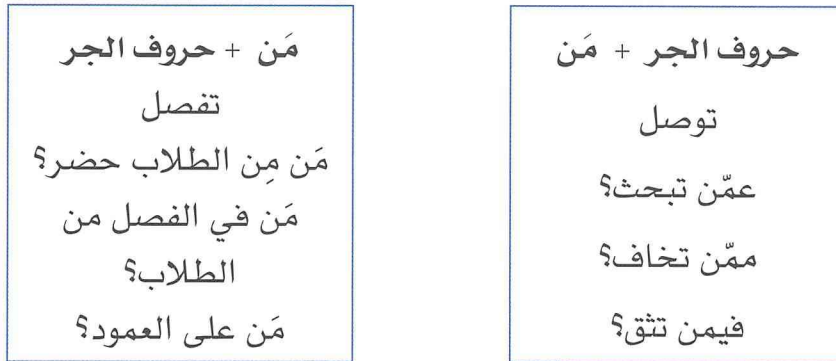 حروف الجر + مَن
توصل
عمّن تبحث؟
ممّن تخاف؟
فيمن تثق؟
مَن + حروف الجر
تفصل
مَن مِن الطلاب حضر؟
مَن في الفصل من
الطلاب؟
مَن على العمود؟